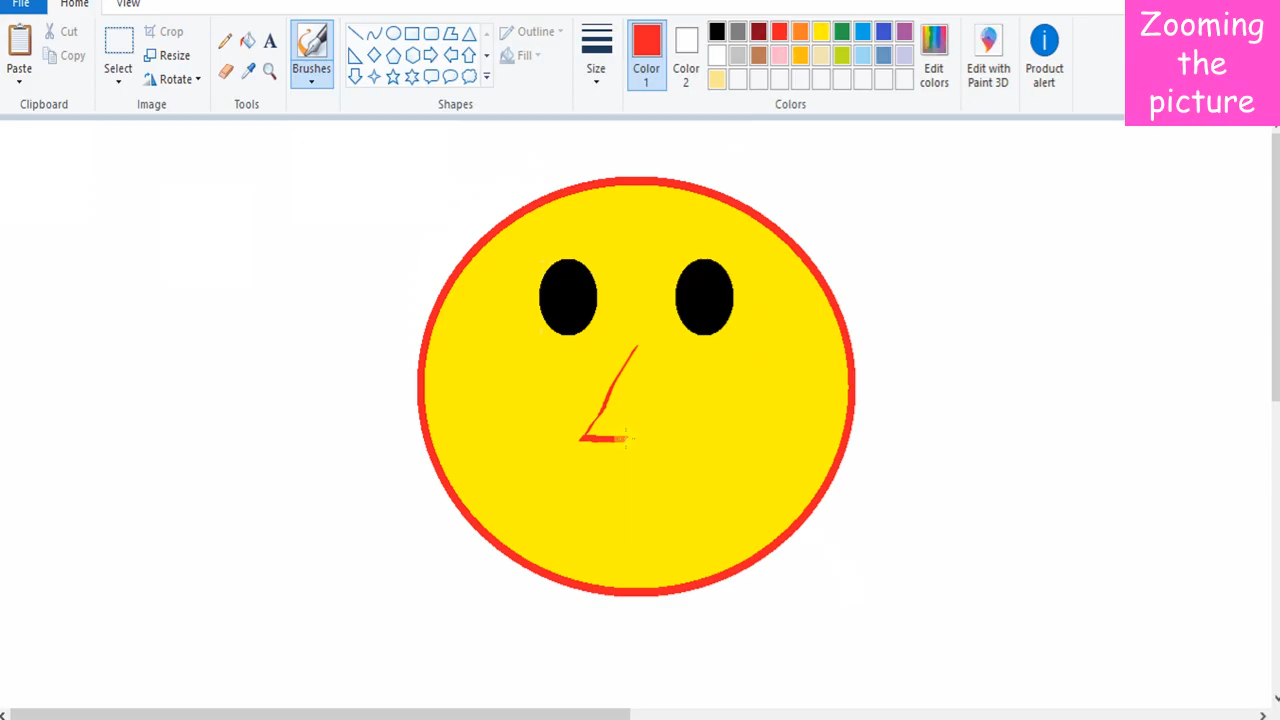 File
Home
View
Zooming
the
picture
Cut
Copy
Paste
Clipboard
Select
Crop
Resize
Rotate
Image
A
Tools
Brushes
Outline
Fill
Shapes
Size
Color
1
Color
2
Edit
colors
Colors
Edit with
Paint 3D
Product
alert